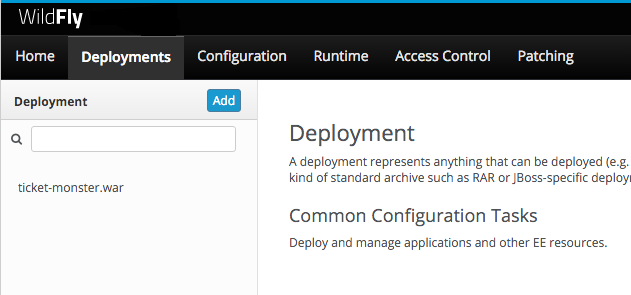 WildFly
Home Deployments Configuration Runtime Access Control Patching
Deployment Add
ticket-monster.war
Deployment
A deployment represents anything that can be deployed (e.g.
kind of standard archive such as RAR or JBoss-specific deploy
Common Configuration Tasks
Deploy and manage applications and other EE resources.